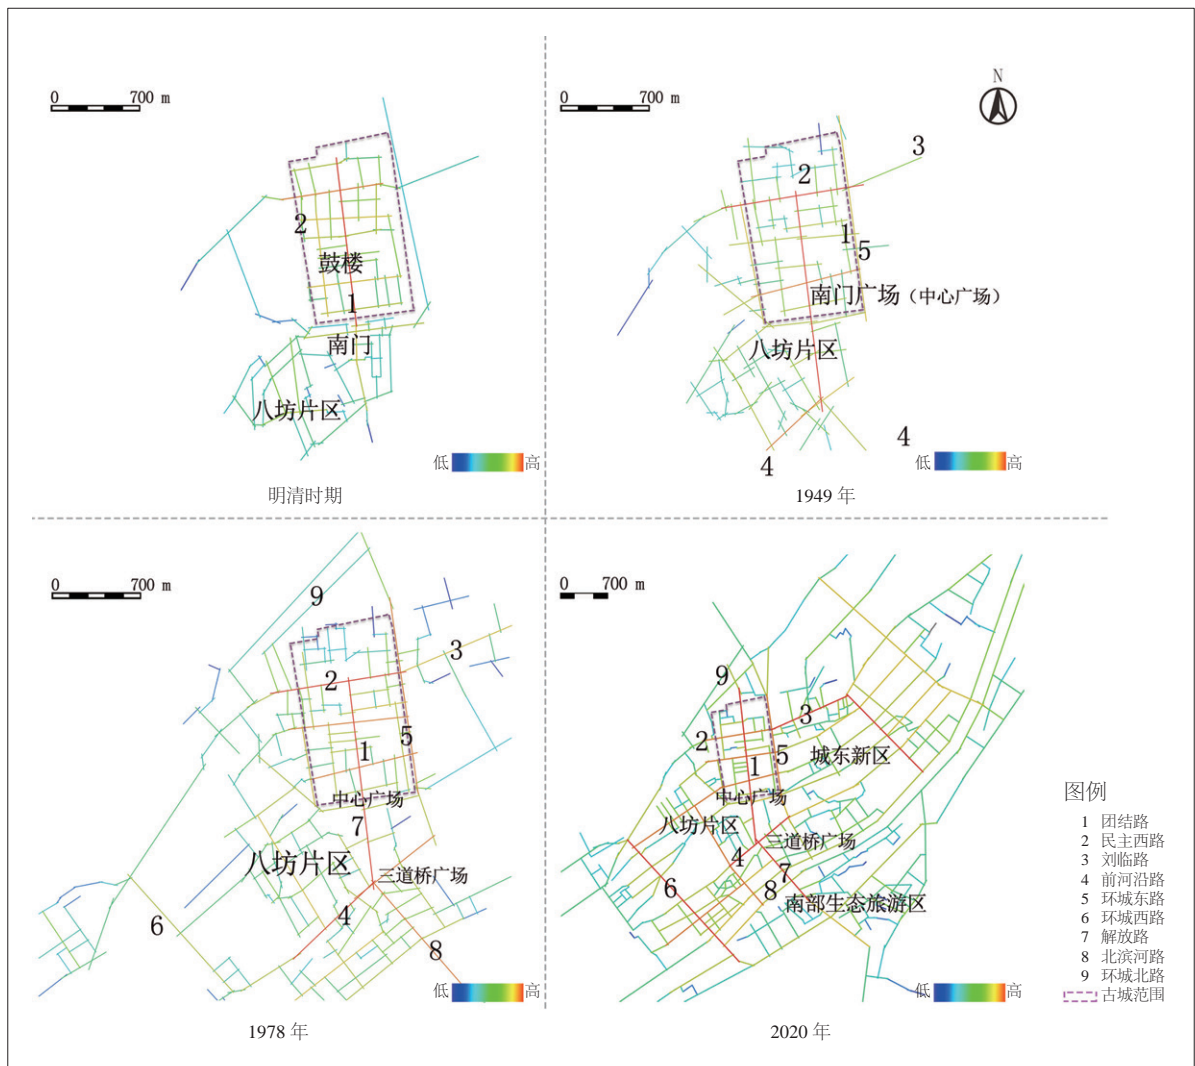 0 700 m
2
鼓楼
1
南门
八坊片区
低 高
明清时期
N
0 700 m
3
2
1
5
南门广场（中心广场）
八坊片区
4
4
低 高
1949 年
0 700 m
9
3
2
5
1
中心广场
7
八坊片区
三道桥广场
4
6
8
低 高
1978 年
0 700 m
9
3
2
5
城东新区
1
中心广场
八坊片区
三道桥广场
4
7
6
8
南部生态旅游区
低 高
2020 年
图例
1 团结路
2 民主西路
3 刘临路
4 前河沿路
5 环城东路
6 环城西路
7 解放路
8 北滨河路
9 环城北路
古城范围